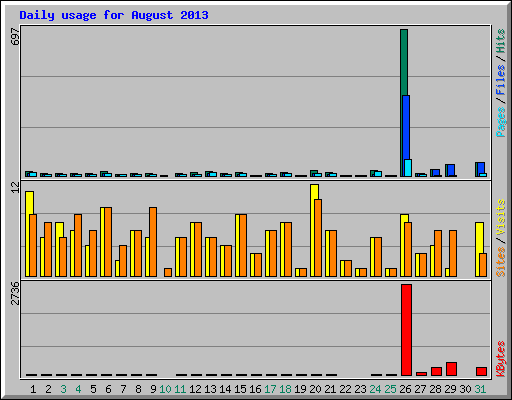 Daily usage for August 2013
697
Pages / Files / Hits
12
Sites / Visits
2736
KBytes
1 2 3 4 5 6 7 8 9 10 11 12 13 14 15 16 17 18 19 20 21 22 23 24 25 26 27 28 29 30 31